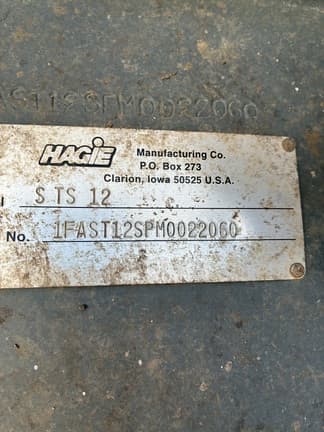 AST12SPM0022060
HAGIE
Manufacturing Co.
P.O. Box 273
Clarion, Iowa 50525 U.S.A.
STS 12
No. 1FAST12SPM0022060